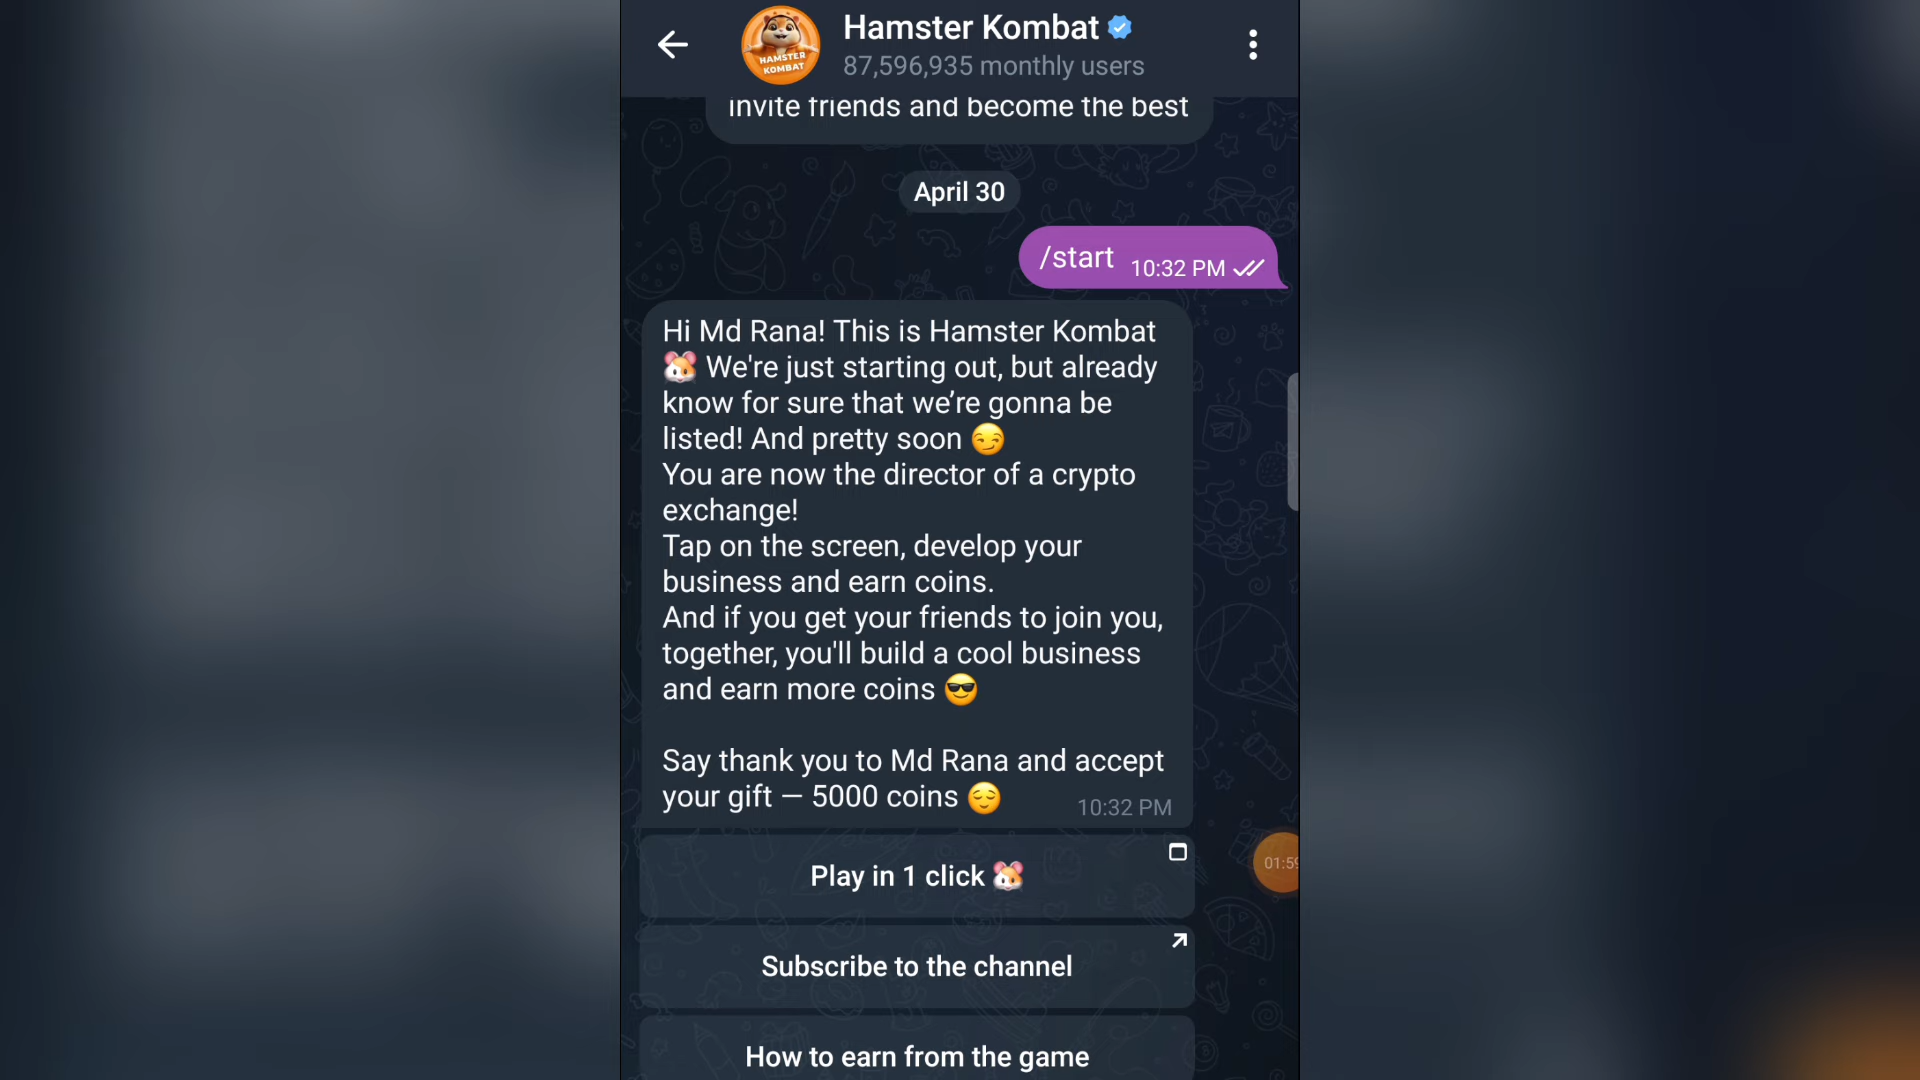 Hamster Kombat
87,596,935 monthly users
HAMSTER
KOMBAT
invite friends and become the best
April 30
/start 10:32 PM
Hi Md Rana! This is Hamster Kombat
🐹 We're just starting out, but already
know for sure that we’re gonna be
listed! And pretty soon 😏
You are now the director of a crypto
exchange!
Tap on the screen, develop your
business and earn coins.
And if you get your friends to join you,
together, you'll build a cool business
and earn more coins 😎
Say thank you to Md Rana and accept
your gift — 5000 coins 😌 10:32 PM
Play in 1 click 🐹
01:59
Subscribe to the channel
How to earn from the game